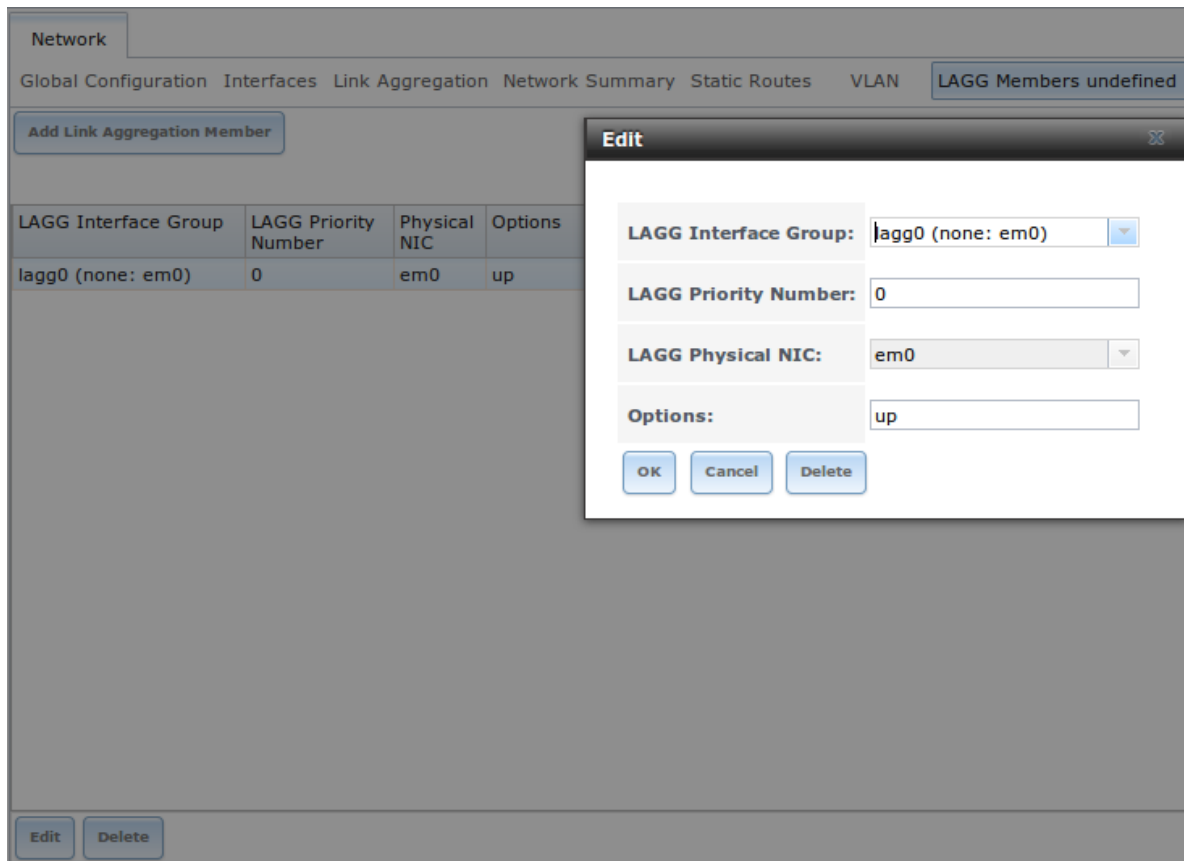 Network
Global Configuration Interfaces Link Aggregation Network Summary Static Routes VLAN LAGG Members undefined
Add Link Aggregation Member
LAGG Interface Group LAGG Priority Number Physical NIC Options
lagg0 (none: em0) 0 em0 up
Edit
LAGG Interface Group: lagg0 (none: em0)
LAGG Priority Number: 0
LAGG Physical NIC: em0
Options: up
OK Cancel Delete
Edit Delete